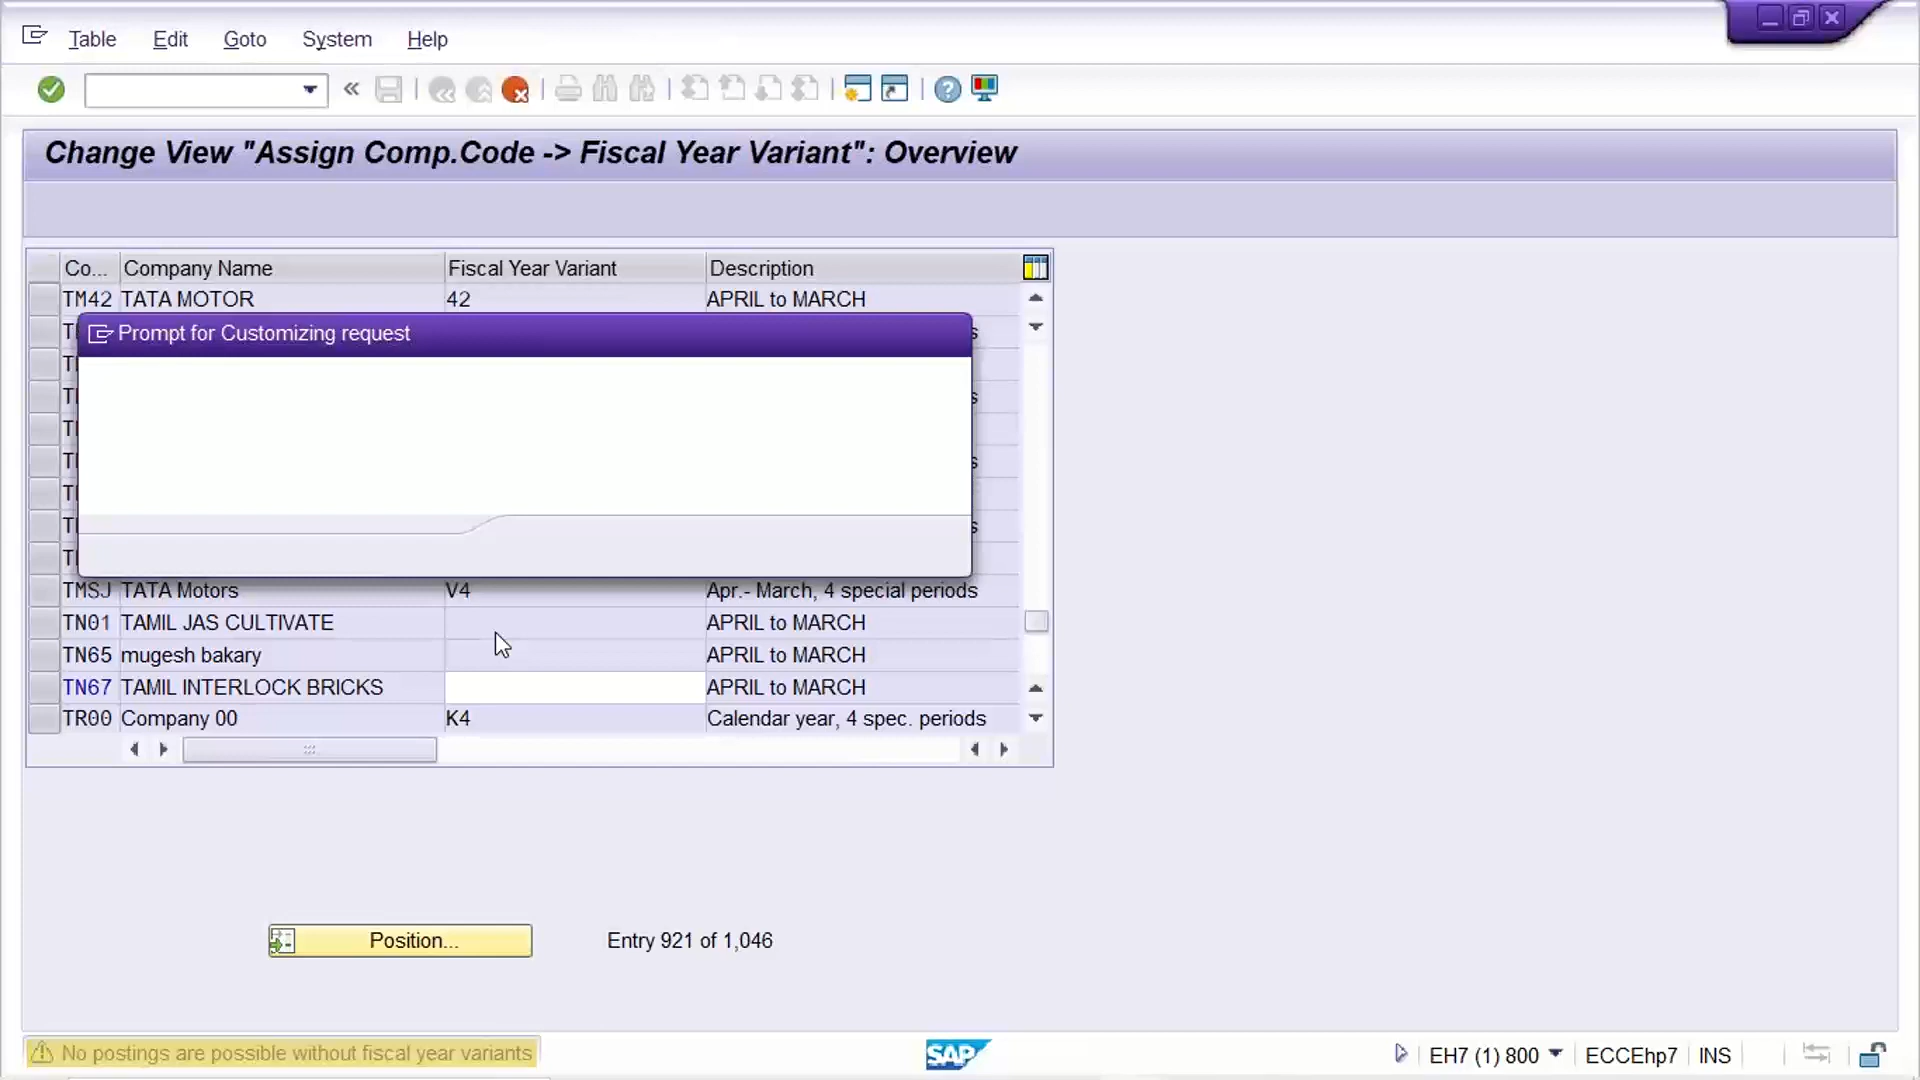 Table Edit Goto System Help
Change View "Assign Comp.Code -> Fiscal Year Variant": Overview
Co... Company Name Fiscal Year Variant Description
TM42 TATA MOTOR 42 APRIL to MARCH
Prompt for Customizing request
TMSJ TATA Motors V4 Apr.- March, 4 special periods
TN01 TAMIL JAS CULTIVATE APRIL to MARCH
TN65 mugesh bakary APRIL to MARCH
TN67 TAMIL INTERLOCK BRICKS APRIL to MARCH
TR00 Company 00 K4 Calendar year, 4 spec. periods
Position... Entry 921 of 1,046
No postings are possible without fiscal year variants SAP EH7 (1) 800 ECCEhp7 INS